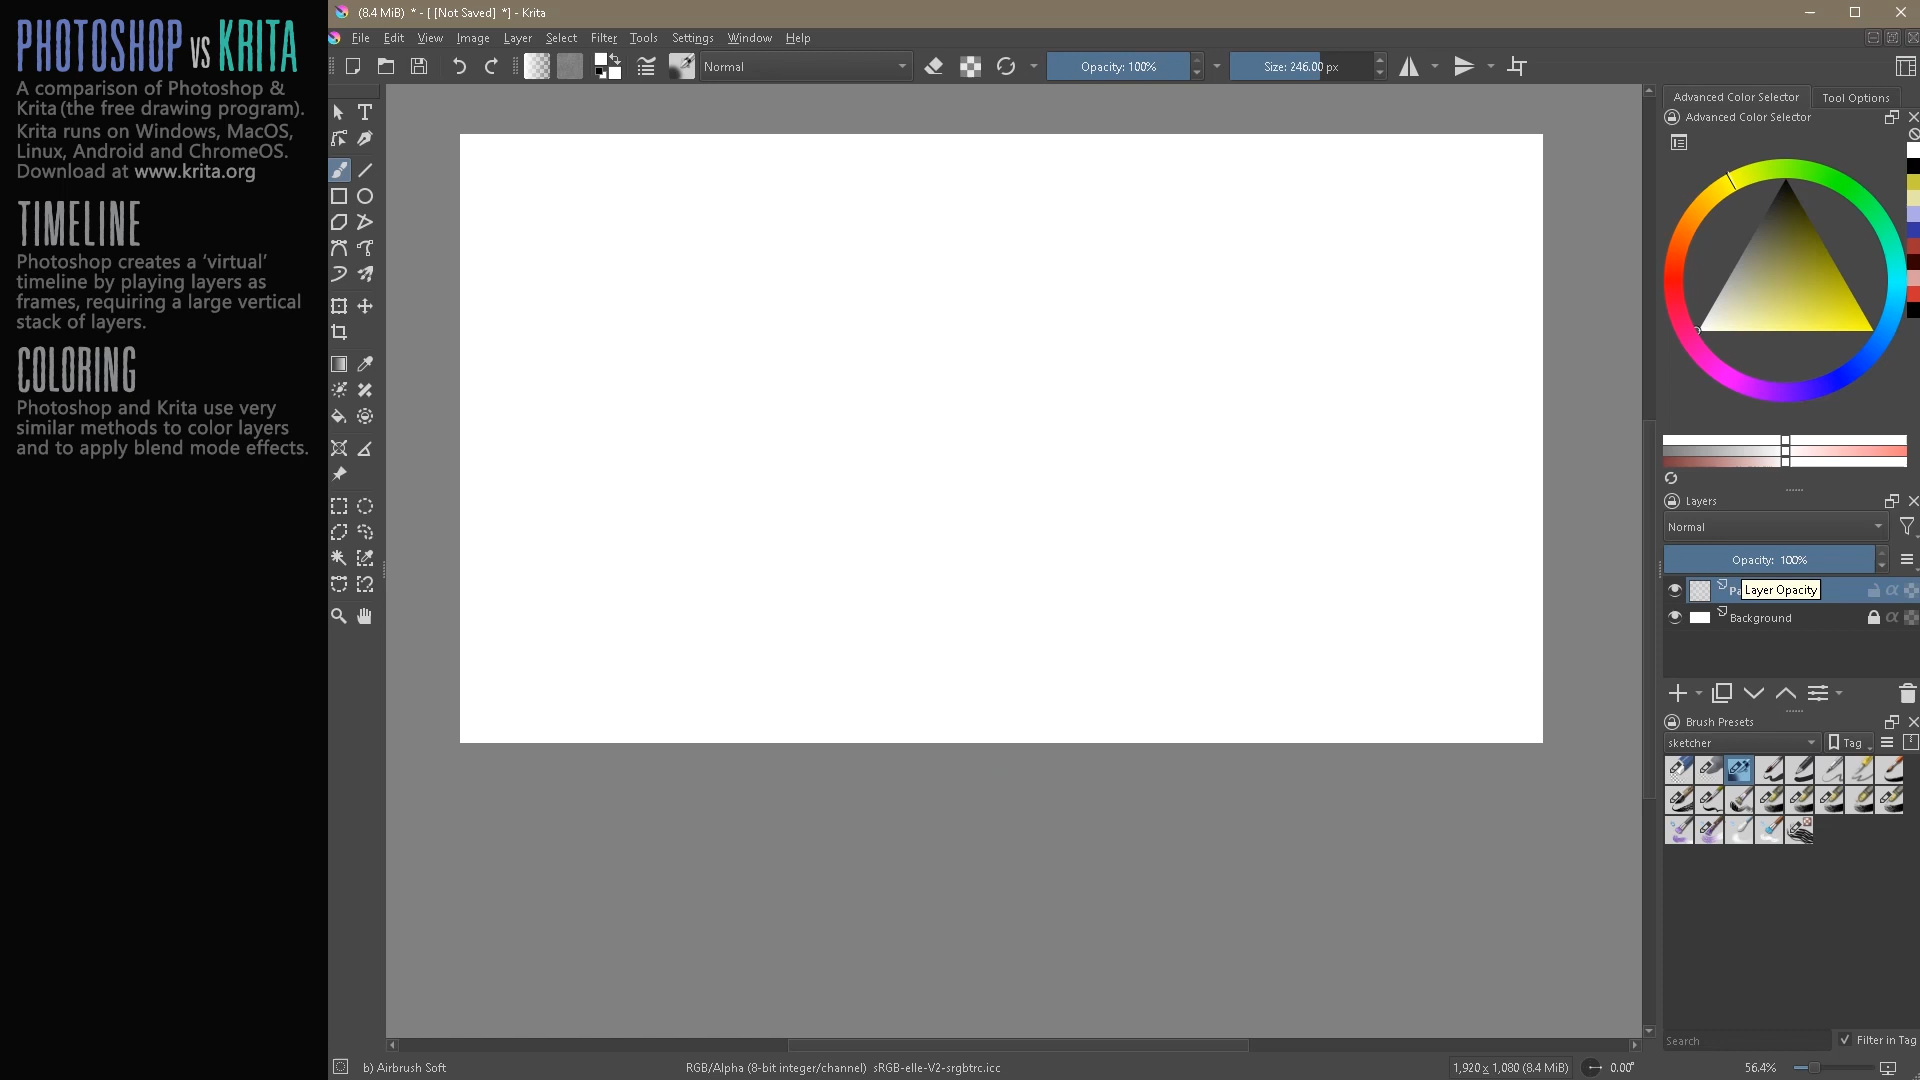 PHOTOSHOP VS KRITA
A comparison of Photoshop &
Krita (the free drawing program).
Krita runs on Windows, MacOS,
Linux, Android and ChromeOS.
Download at www.krita.org
TIMELINE
Photoshop creates a ‘virtual’
timeline by playing layers as
frames, requiring a large vertical
stack of layers.
COLORING
Photoshop and Krita use very
similar methods to color layers
and to apply blend mode effects.
(8.4 MiB) * - [ [Not Saved] *] - Krita
File Edit View Image Layer Select Filter Tools Settings Window Help
Normal
Opacity: 100%
Size: 246.00 px
Advanced Color Selector
Tool Options
Advanced Color Selector
Layers
Normal
Opacity: 100%
Layer Opacity
Background
Brush Presets
sketcher
Tag
Search
Filter in Tag
b) Airbrush Soft
RGB/Alpha (8-bit integer/channel) sRGB-elle-V2-srgbtrc.icc
1,920 x 1,080 (8.4 MiB)
0.00°
56.4%